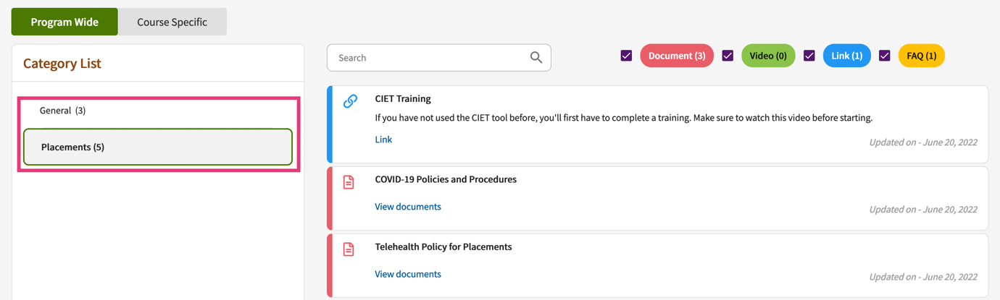 Program Wide
Course Specific
Category List
General (3)
Placements (5)
Search
Document (3)
Video (0)
Link (1)
FAQ (1)
CIET Training
If you have not used the CIET tool before, you'll first have to complete a training. Make sure to watch this video before starting.
Link
Updated on - June 20, 2022
COVID-19 Policies and Procedures
View documents
Updated on - June 20, 2022
Telehealth Policy for Placements
View documents
Updated on - June 20, 2022